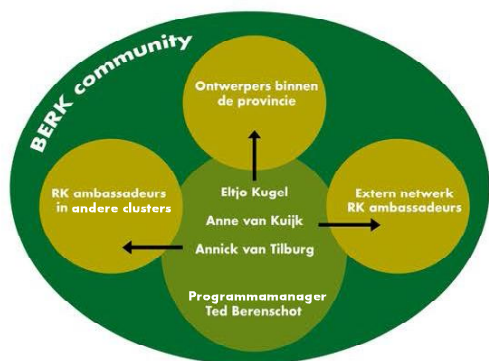 BERK community
Ontwerpers binnen
de provincie
RK ambassadeurs
in andere clusters
Eltjo Kugel
Anne van Kuijk
Annick van Tilburg
Extern netwerk
RK ambassadeurs
Programmamanager
Ted Berenschot